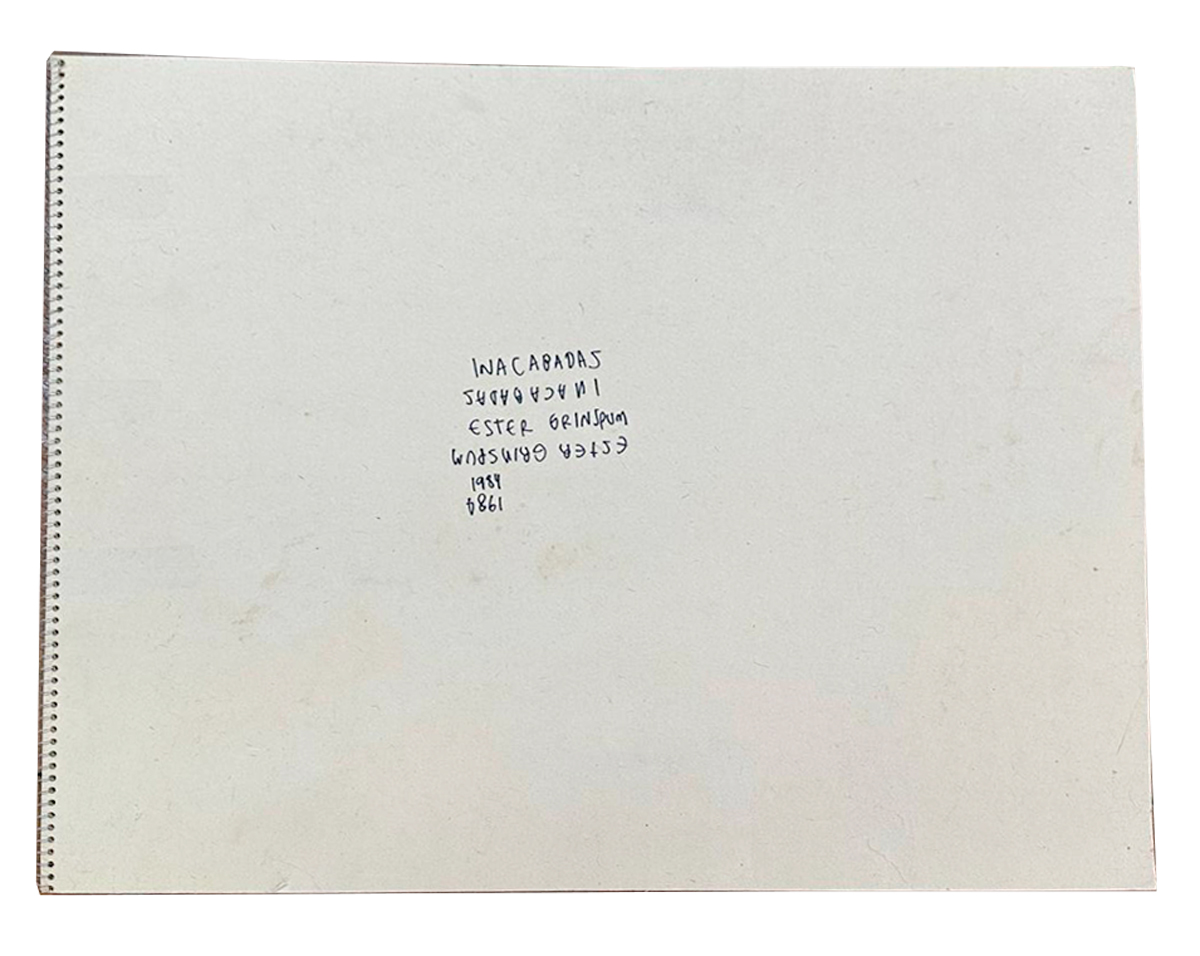 INACABADAS
INACABADAS
ESTER GRINSPUM
ESTER GRINSPUM
1984
1984